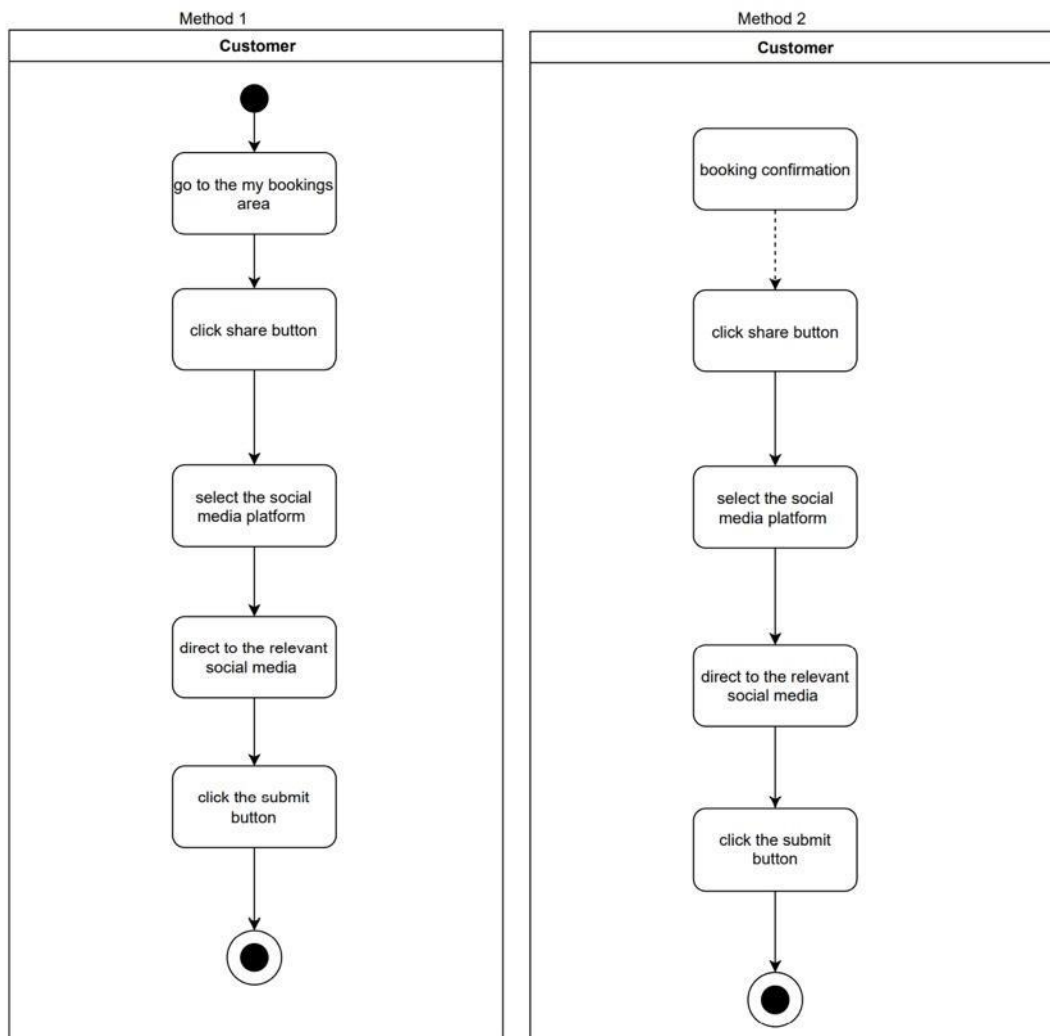 Method 1
Customer
go to the my bookings
area
click share button
select the social
media platform
direct to the relevant
social media
click the submit
button
Method 2
Customer
booking confirmation
click share button
select the social
media platform
direct to the relevant
social media
click the submit
button